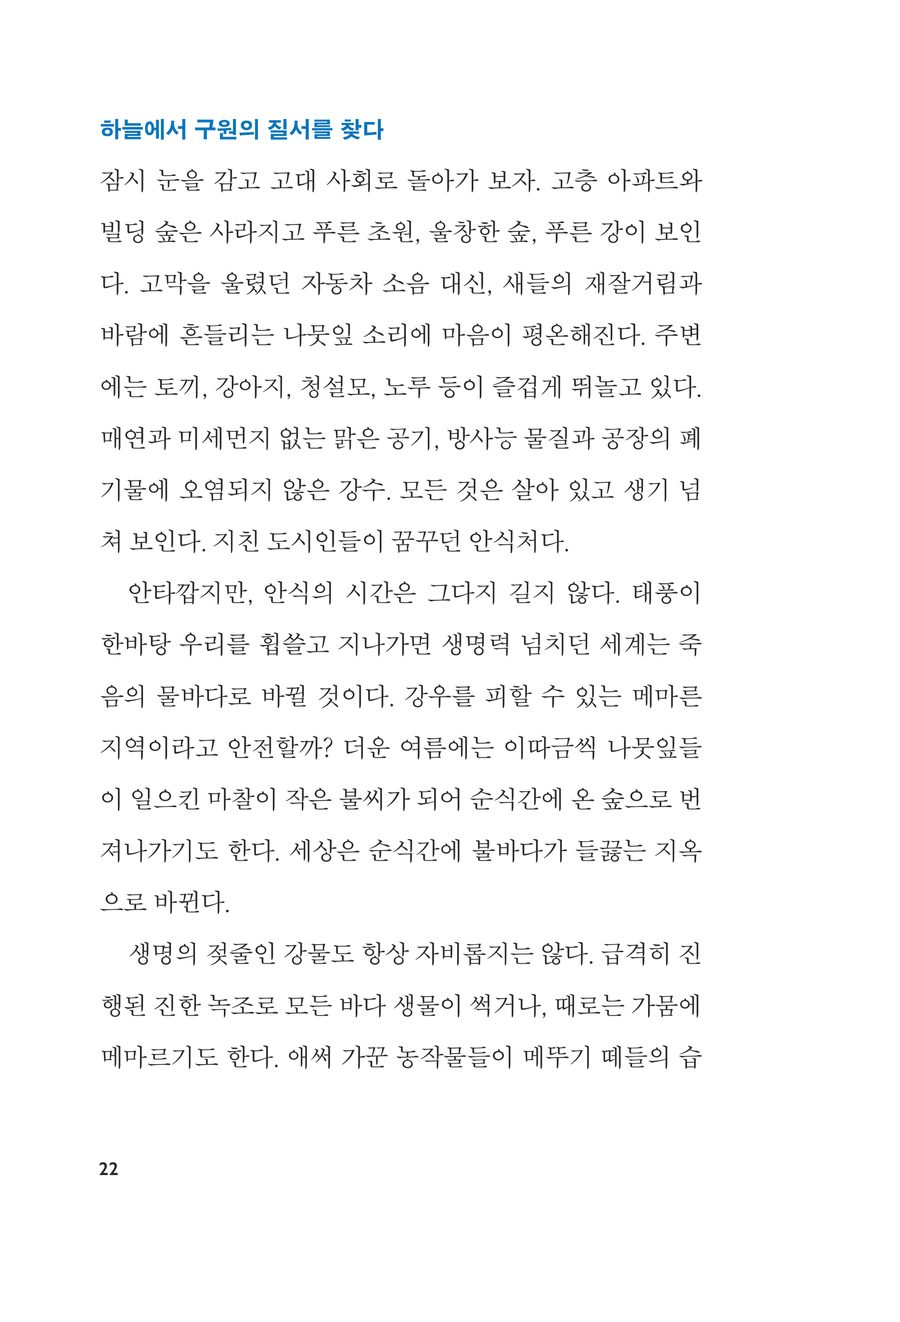 하늘에서 구원의 질서를 찾다
잠시 눈을 감고 고대 사회로 돌아가 보자. 고층 아파트와
빌딩 숲은 사라지고 푸른 초원, 울창한 숲, 푸른 강이 보인
다. 고막을 울렸던 자동차 소음 대신, 새들의 재잘거림과
바람에 흔들리는 나뭇잎 소리에 마음이 평온해진다. 주변
에는 토끼, 강아지, 청설모, 노루 등이 즐겁게 뛰놀고 있다.
매연과 미세먼지 없는 맑은 공기, 방사능 물질과 공장의 폐
기물에 오염되지 않은 강수. 모든 것은 살아 있고 생기 넘
쳐 보인다. 지친 도시인들이 꿈꾸던 안식처다.
안타깝지만, 안식의 시간은 그다지 길지 않다. 태풍이
한바탕 우리를 휩쓸고 지나가면 생명력 넘치던 세계는 죽
음의 물바다로 바뀔 것이다. 강우를 피할 수 있는 메마른
지역이라고 안전할까? 더운 여름에는 이따금씩 나뭇잎들
이 일으킨 마찰이 작은 불씨가 되어 순식간에 온 숲으로 번
져나가기도 한다. 세상은 순식간에 불바다가 들끓는 지옥
으로 바뀐다.
생명의 젖줄인 강물도 항상 자비롭지는 않다. 급격히 진
행된 진한 녹조로 모든 바다 생물이 썩거나, 때로는 가뭄에
메마르기도 한다. 애써 가꾼 농작물들이 메뚜기 떼들의 습
22